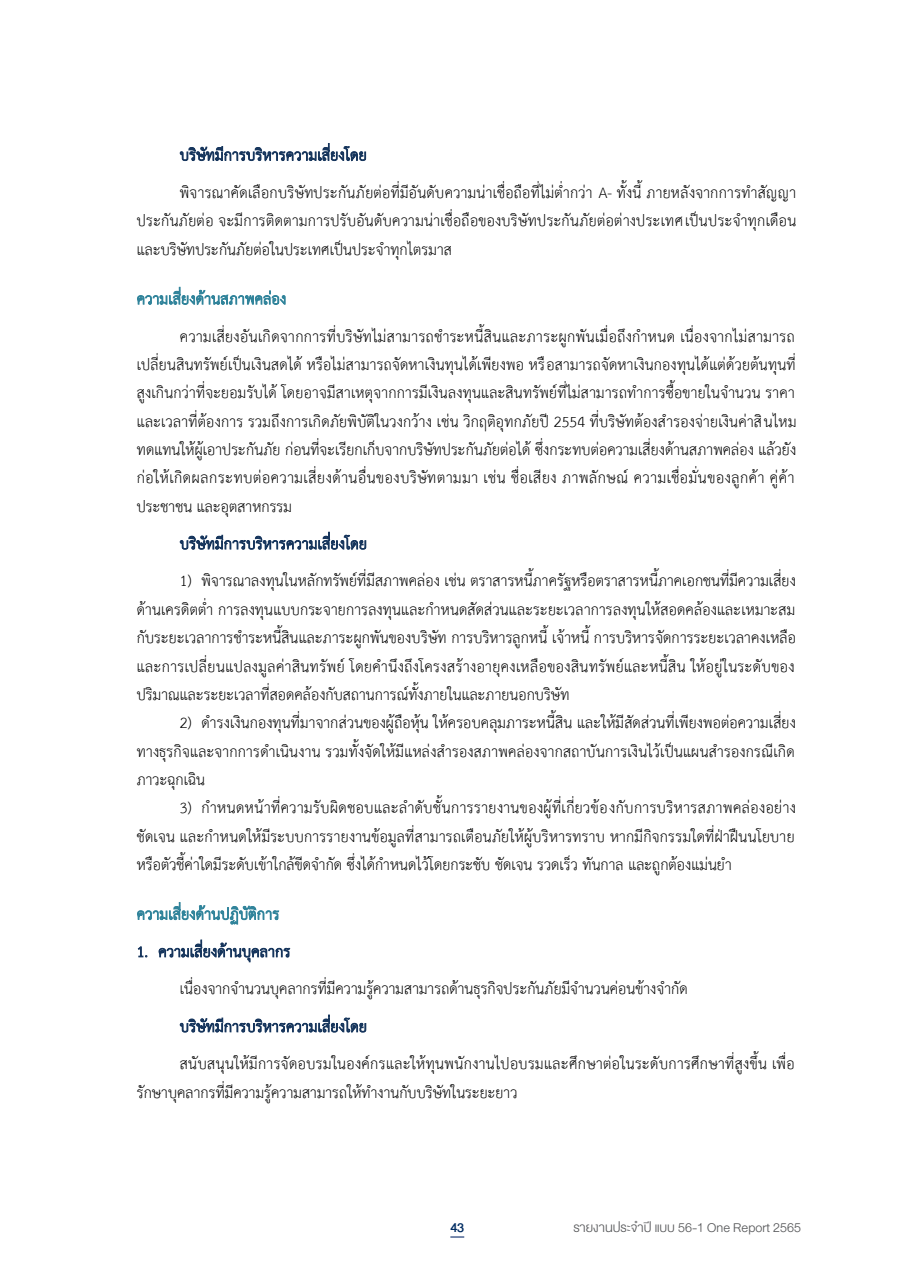 บริษัทมีการบริหารความเสี่ยงโดย
พิจารณาคัดเลือกบริษัทประกันภัยต่อที่มีอันดับความน่าเชื่อถือที่ไม่ต่ำกว่า A- ทั้งนี้ ภายหลังจากการทำสัญญา
ประกันภัยต่อ จะมีการติดตามการปรับอันดับความน่าเชื่อถือของบริษัทประกันภัยต่อต่างประเทศเป็นประจำทุกเดือน
และบริษัทประกันภัยต่อในประเทศเป็นประจำทุกไตรมาส
ความเสี่ยงด้านสภาพคล่อง
ความเสี่ยงอันเกิดจากการที่บริษัทไม่สามารถชำระหนี้สินและภาระผูกพันเมื่อถึงกำหนด เนื่องจากไม่สามารถ
เปลี่ยนสินทรัพย์เป็นเงินสดได้ หรือไม่สามารถจัดหาเงินทุนได้เพียงพอ หรือสามารถจัดหาเงินกองทุนได้แต่ด้วยต้นทุนที่
สูงเกินกว่าที่จะยอมรับได้ โดยอาจมีสาเหตุจากการมีเงินลงทุนและสินทรัพย์ที่ไม่สามารถทำการซื้อขายในจำนวน ราคา
และเวลาที่ต้องการ รวมถึงการเกิดภัยพิบัติในวงกว้าง เช่น วิกฤติอุทกภัยปี 2554 ที่บริษัทต้องสำรองจ่ายเงินค่าสินไหม
ทดแทนให้ผู้เอาประกันภัย ก่อนที่จะเรียกเก็บจากบริษัทประกันภัยต่อได้ ซึ่งกระทบต่อความเสี่ยงด้านสภาพคล่อง แล้วยัง
ก่อให้เกิดผลกระทบต่อความเสี่ยงด้านอื่นของบริษัทตามมา เช่น ชื่อเสียง ภาพลักษณ์ ความเชื่อมั่นของลูกค้า คู่ค้า
ประชาชน และอุตสาหกรรม
บริษัทมีการบริหารความเสี่ยงโดย
1) พิจารณาลงทุนในหลักทรัพย์ที่มีสภาพคล่อง เช่น ตราสารหนี้ภาครัฐหรือตราสารหนี้ภาคเอกชนที่มีความเสี่ยง
ด้านเครดิตต่ำ การลงทุนแบบกระจายการลงทุนและกำหนดสัดส่วนและระยะเวลาการลงทุนให้สอดคล้องและเหมาะสม
กับระยะเวลาการชำระหนี้สินและภาระผูกพันของบริษัท การบริหารลูกหนี้ เจ้าหนี้ การบริหารจัดการระยะเวลาคงเหลือ
และการเปลี่ยนแปลงมูลค่าสินทรัพย์ โดยคำนึงถึงโครงสร้างอายุคงเหลือของสินทรัพย์และหนี้สิน ให้อยู่ในระดับของ
ปริมาณและระยะเวลาที่สอดคล้องกับสถานการณ์ทั้งภายในและภายนอกบริษัท
2) ดำรงเงินกองทุนที่มาจากส่วนของผู้ถือหุ้น ให้ครอบคลุมภาระหนี้สิน และให้มีสัดส่วนที่เพียงพอต่อความเสี่ยง
ทางธุรกิจและจากการดำเนินงาน รวมทั้งจัดให้มีแหล่งสำรองสภาพคล่องจากสถาบันการเงินไว้เป็นแผนสำรองกรณีเกิด
ภาวะฉุกเฉิน
3) กำหนดหน้าที่ความรับผิดชอบและลำดับชั้นการรายงานของผู้ที่เกี่ยวข้องกับการบริหารสภาพคล่องอย่าง
ชัดเจน และกำหนดให้มีระบบการรายงานข้อมูลที่สามารถเตือนภัยให้ผู้บริหารทราบ หากมีกิจกรรมใดที่ฝ่าฝืนนโยบาย
หรือตัวชี้ค่าใดมีระดับเข้าใกล้ขีดจำกัด ซึ่งได้กำหนดไว้โดยกระชับ ชัดเจน รวดเร็ว ทันกาล และถูกต้องแม่นยำ
ความเสี่ยงด้านปฏิบัติการ
1. ความเสี่ยงด้านบุคลากร
เนื่องจากจำนวนบุคลากรที่มีความรู้ความสามารถด้านธุรกิจประกันภัยมีจำนวนค่อนข้างจำกัด
บริษัทมีการบริหารความเสี่ยงโดย
สนับสนุนให้มีการจัดอบรมในองค์กรและให้ทุนพนักงานไปอบรมและศึกษาต่อในระดับการศึกษาที่สูงขึ้น เพื่อ
รักษาบุคลากรที่มีความรู้ความสามารถให้ทำงานกับบริษัทในระยะยาว
43 รายงานประจำปี แบบ 56-1 One Report 2565